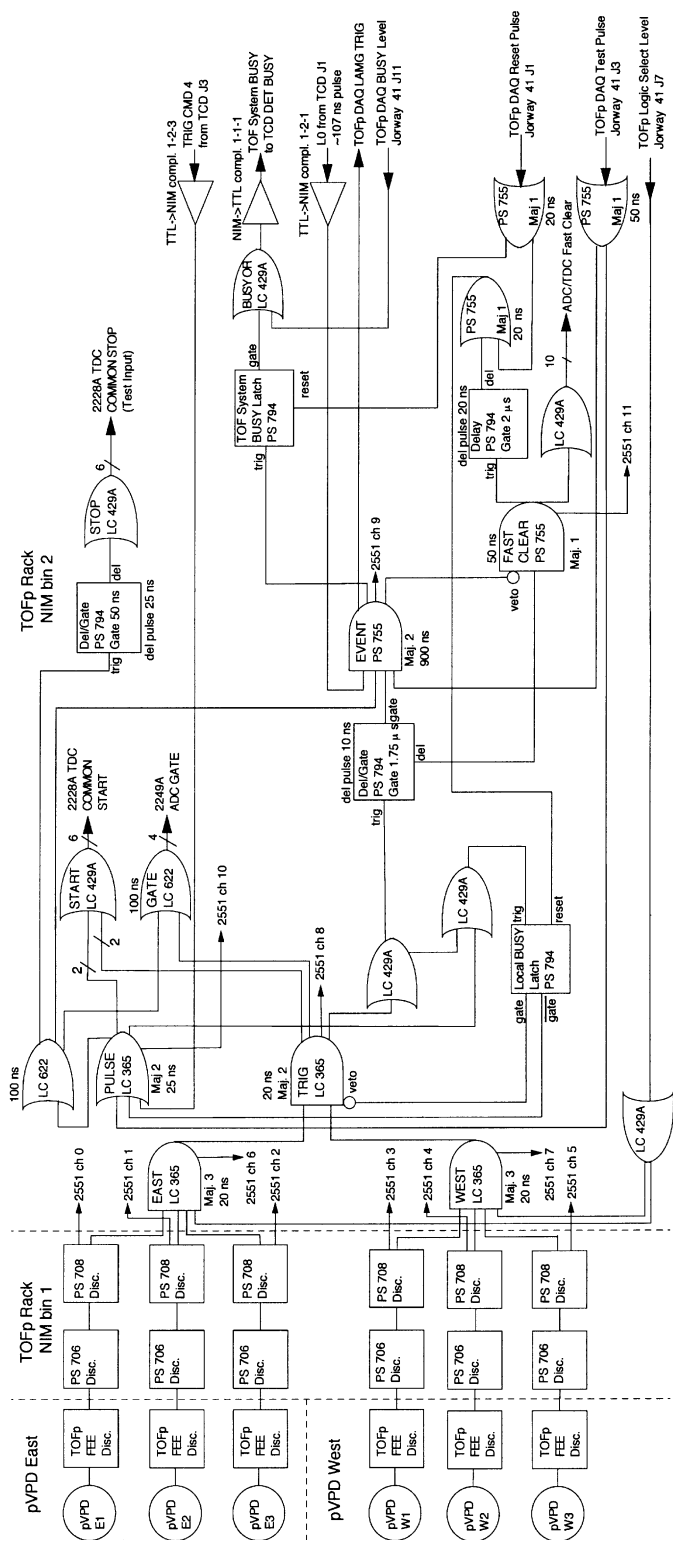 pVPD East
TOFp Rack
NIM bin 1
TOFp Rack
NIM bin 2
pVPD
E1
TOFp
FEE
Disc.
PS 706
Disc.
PS 708
Disc.
2551 ch 0
pVPD
E2
TOFp
FEE
Disc.
PS 706
Disc.
PS 708
Disc.
2551 ch 1
pVPD
E3
TOFp
FEE
Disc.
PS 706
Disc.
PS 708
Disc.
2551 ch 2
EAST
LC 365
Maj. 3
20 ns
2551 ch 6
pVPD West
pVPD
W1
TOFp
FEE
Disc.
PS 706
Disc.
PS 708
Disc.
2551 ch 3
pVPD
W2
TOFp
FEE
Disc.
PS 706
Disc.
PS 708
Disc.
2551 ch 4
pVPD
W3
TOFp
FEE
Disc.
PS 706
Disc.
PS 708
Disc.
2551 ch 5
WEST
LC 365
Maj. 3
20 ns
2551 ch 7
LC 429A
100 ns
LC 622
PULSE
LC 365
Maj 2
25 ns
2551 ch 10
20 ns
Maj. 2
TRIG
LC 365
veto
2551 ch 8
2
2
START
LC 429A
6
2228A TDC
COMMON
START
100 ns
GATE
LC 622
4
2249A
ADC GATE
LC 429A
LC 429A
gate
gate
Local BUSY
Latch
PS 794
trig
reset
trig
Del/Gate
PS 794
Gate 50 ns
del
del pulse 25 ns
STOP
LC 429A
6
2228A TDC
COMMON STOP
(Test Input)
del pulse 10 ns
trig
Del/Gate
PS 794
Gate 1.75 μs
gate
del
EVENT
PS 755
Maj. 2
900 ns
2551 ch 9
trig
TOF System
BUSY Latch
PS 794
gate
reset
BUSY OR
LC 429A
50 ns
veto
FAST
CLEAR
PS 755
Maj. 1
2551 ch 11
del pulse 20 ns
trig
Delay
PS 794
Gate 2 μs
del
PS 755
Maj 1
20 ns
LC 429A
10
ADC/TDC Fast Clear
PS 755
Maj 1
20 ns
PS 755
Maj 1
50 ns
TTL->NIM compl. 1-2-3
TRIG CMD 4
from TCD J3
NIM->TTL compl. 1-1-1
TOF System BUSY
to TCD DET BUSY
TTL->NIM compl. 1-2-1
L0 from TCD J1
~107 ns pulse
TOFp DAQ LAMG TRIG
TOFp DAQ BUSY Level
Jorway 41 J11
TOFp DAQ Reset Pulse
Jorway 41 J1
TOFp DAQ Test Pulse
Jorway 41 J3
TOFp Logic Select Level
Jorway 41 J7